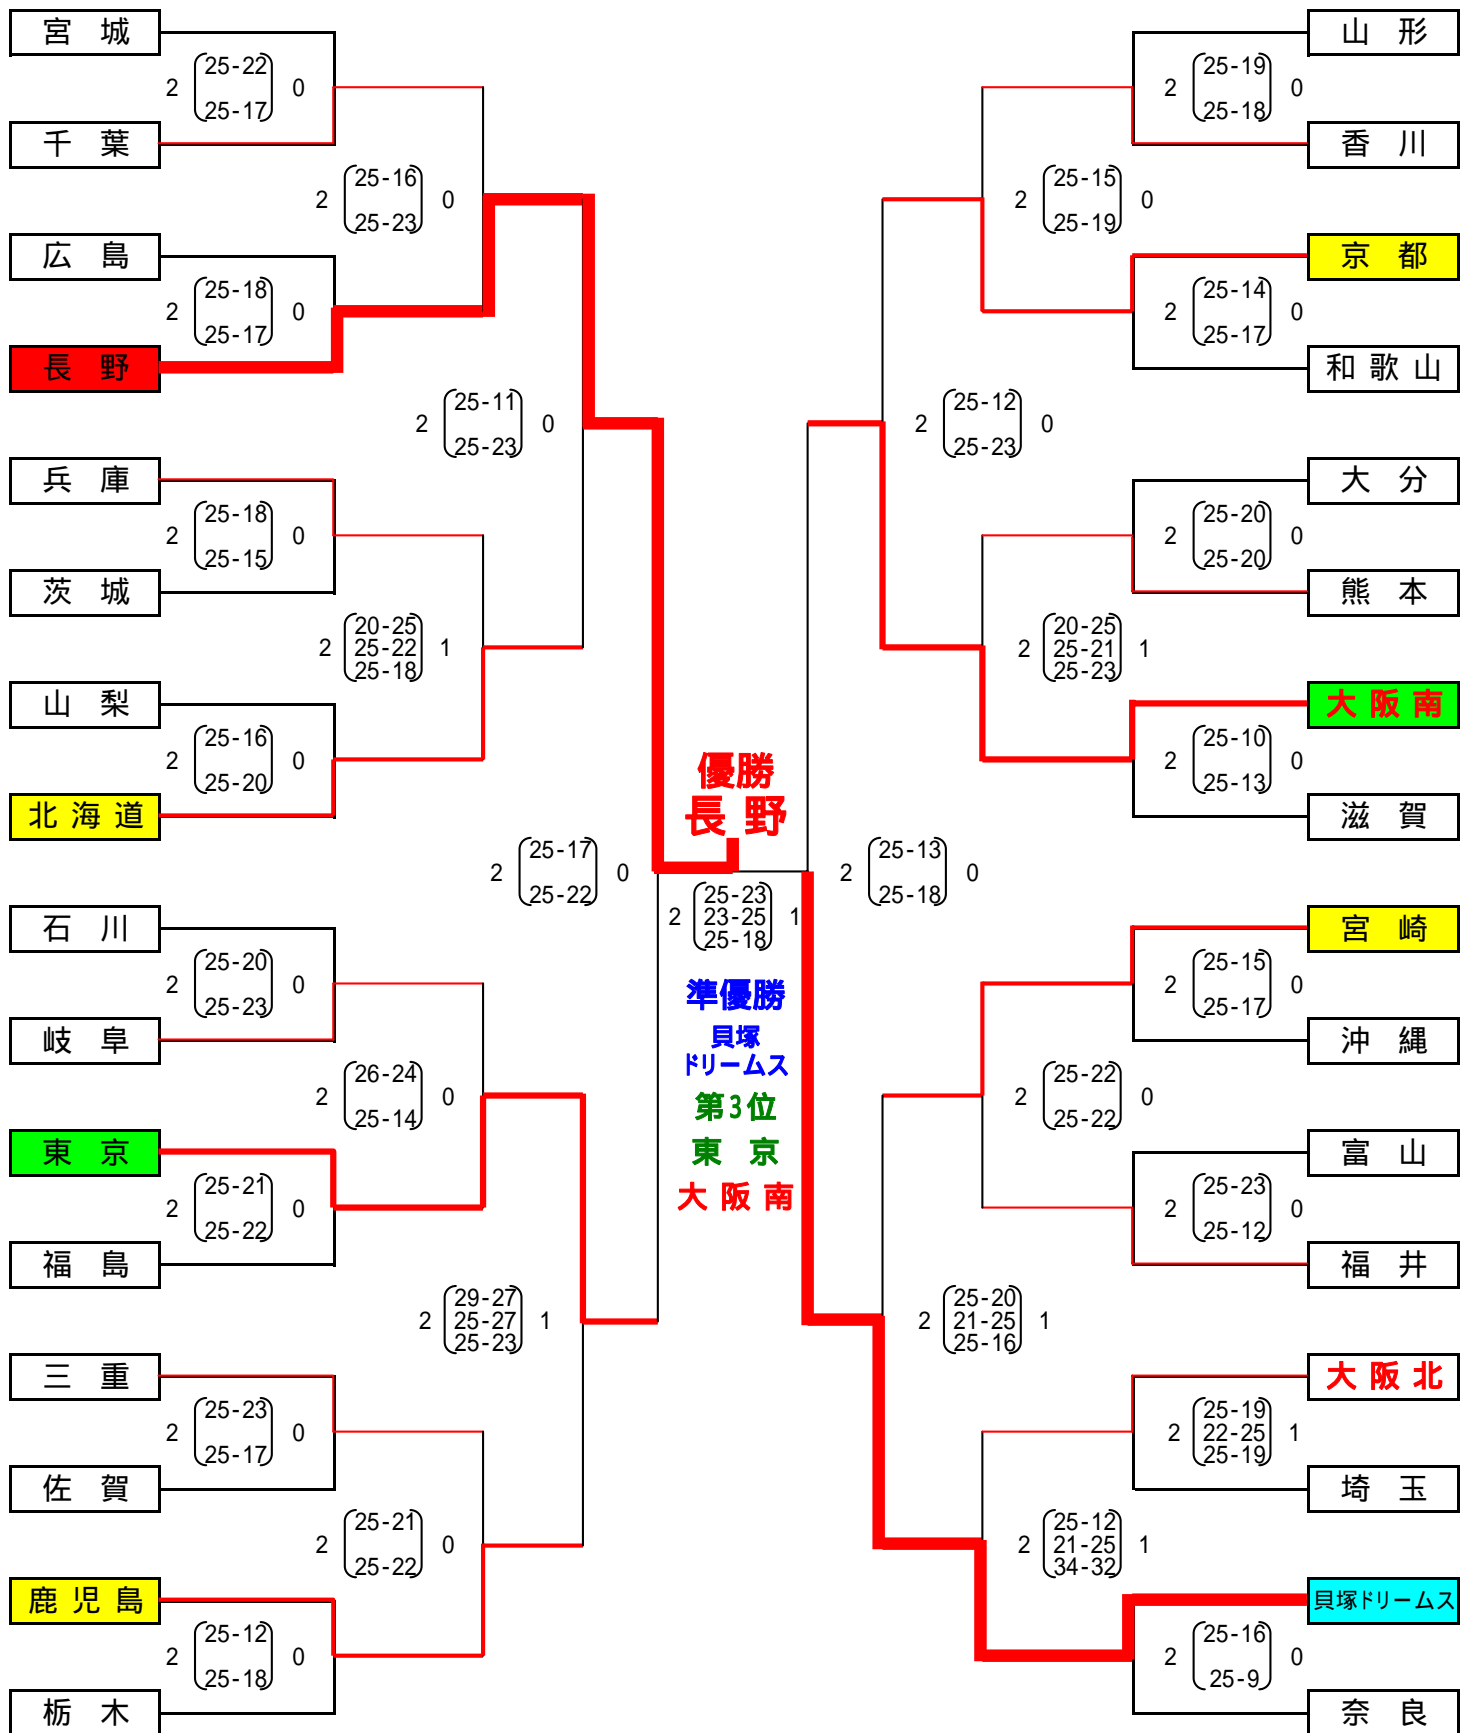 宮 城
2 25-22 0
25-17
千 葉
2 25-16 0
25-23
広 島
2 25-18 0
25-17
長 野
2 25-11 0
25-23
兵 庫
2 25-18 0
25-15
茨 城
2 20-25 1
25-22
25-18
山 梨
2 25-16 0
25-20
北 海 道
2 25-17 0
25-22
石 川
2 25-20 0
25-23
岐 阜
2 26-24 0
25-14
東 京
2 25-21 0
25-22
福 島
2 29-27 1
25-27
25-23
三 重
2 25-23 0
25-17
佐 賀
2 25-21 0
25-22
鹿 児 島
2 25-12 0
25-18
栃 木
優勝
長 野
2 25-23 1
23-25
25-18
準優勝
貝塚
ドリームス
第3位
東 京
大 阪 南
山 形
2 25-19 0
25-18
香 川
2 25-15 0
25-19
京 都
2 25-14 0
25-17
和 歌 山
2 25-12 0
25-23
大 分
2 25-20 0
25-20
熊 本
2 20-25 1
25-21
25-23
大 阪 南
2 25-10 0
25-13
滋 賀
2 25-13 0
25-18
宮 崎
2 25-15 0
25-17
沖 縄
2 25-22 0
25-22
富 山
2 25-23 0
25-12
福 井
2 25-20 1
21-25
25-16
大 阪 北
2 25-19 1
22-25
25-19
埼 玉
2 25-12 1
21-25
34-32
貝塚ドリームス
2 25-16 0
25-9
奈 良